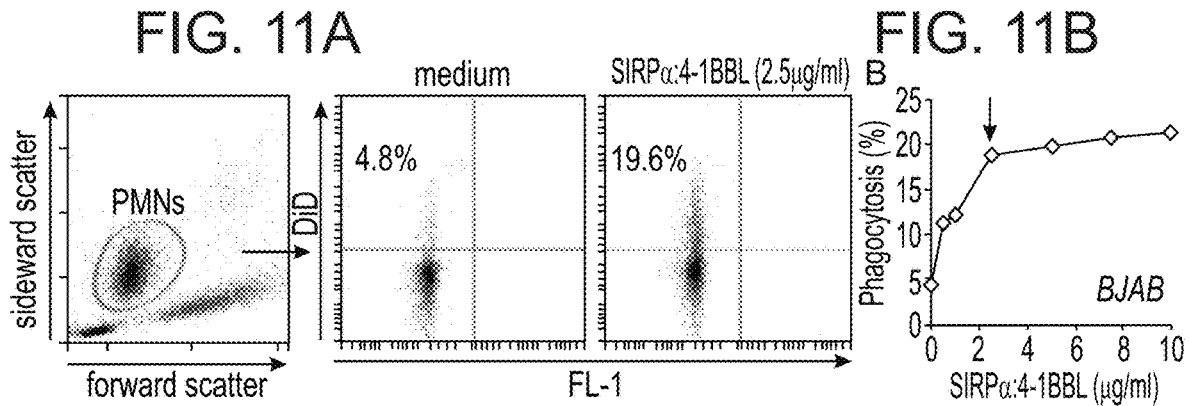 FIG. 11A
FIG. 11B
medium
SIRPα:4-1BBL (2.5µg/ml)
B
sideward scatter
PMNs
forward scatter
DiD
4.8%
19.6%
FL-1
Phagocytosis (%)
25
20
15
10
5
0
BJAB
0 2 4 6 8 10
SIRPα:4-1BBL (µg/ml)